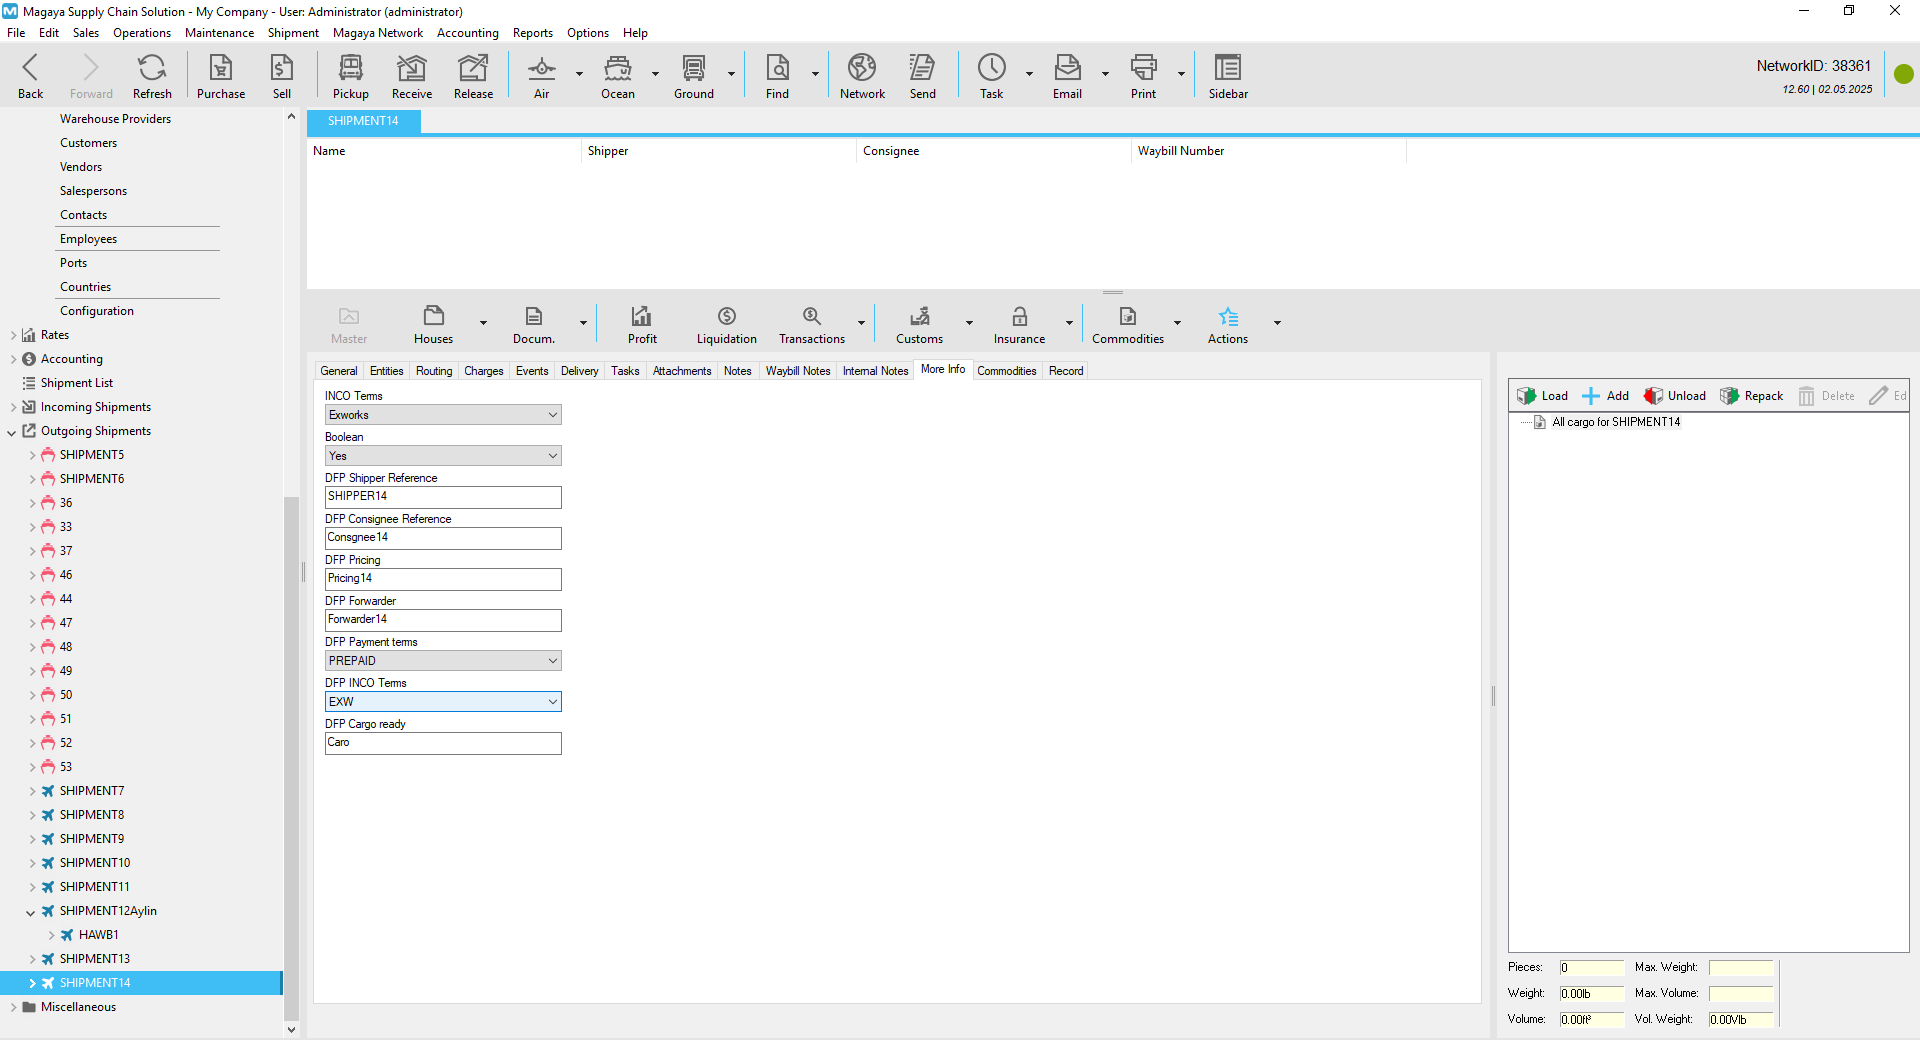 Magaya Supply Chain Solution - My Company - User: Administrator (administrator)
File Edit Sales Operations Maintenance Shipment Magaya Network Accounting Reports Options Help
Back Forward Refresh Purchase Sell Pickup Receive Release Air Ocean Ground Find Network Send Task Email Print Sidebar
NetworkID: 38361
12.60 | 02.05.2025
Warehouse Providers
Customers
Vendors
Salespersons
Contacts
Employees
Ports
Countries
Configuration
Rates
Accounting
Shipment List
Incoming Shipments
Outgoing Shipments
SHIPMENT5
SHIPMENT6
36
33
37
46
44
47
48
49
50
51
52
53
SHIPMENT7
SHIPMENT8
SHIPMENT9
SHIPMENT10
SHIPMENT11
SHIPMENT12Aylin
HAWB1
SHIPMENT13
SHIPMENT14
Miscellaneous
SHIPMENT14
Name Shipper Consignee Waybill Number
Master Houses Docum. Profit Liquidation Transactions Customs Insurance Commodities Actions
General Entities Routing Charges Events Delivery Tasks Attachments Notes Waybill Notes Internal Notes More Info Commodities Record
INCO Terms
Exworks
Boolean
Yes
DFP Shipper Reference
SHIPPER14
DFP Consignee Reference
Consgnee14
DFP Pricing
Pricing14
DFP Forwarder
Forwarder14
DFP Payment terms
PREPAID
DFP INCO Terms
EXW
DFP Cargo ready
Caro
Load Add Unload Repack Delete Ed
All cargo for SHIPMENT14
Pieces: 0 Max. Weight:
Weight: 0.00lb Max. Volume:
Volume: 0.00ft³ Vol. Weight: 0.00Vlb